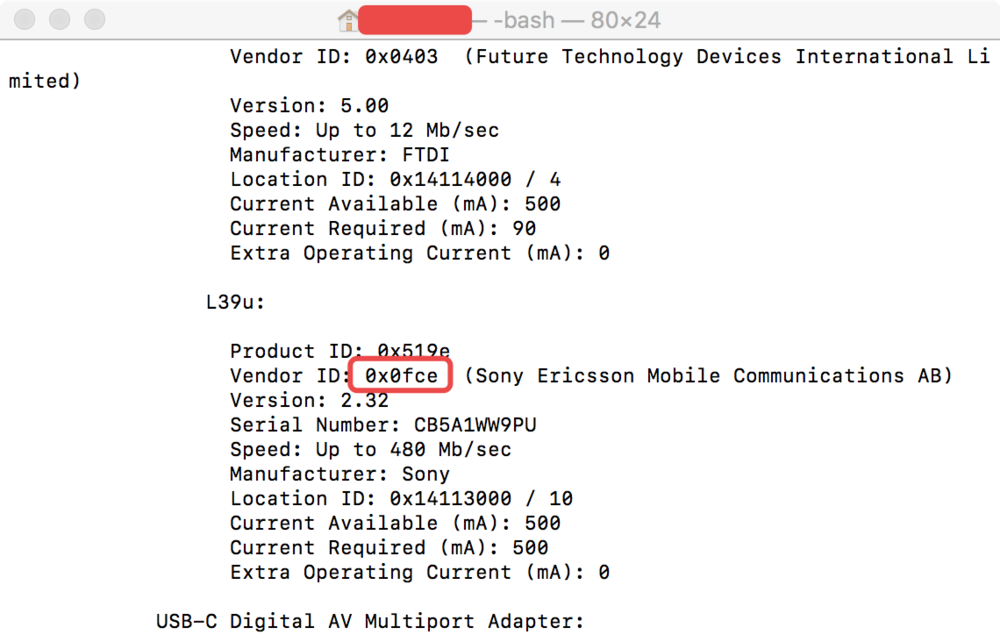 — -bash — 80×24
Vendor ID: 0x0403  (Future Technology Devices International Li
mited)
Version: 5.00
Speed: Up to 12 Mb/sec
Manufacturer: FTDI
Location ID: 0x14114000 / 4
Current Available (mA): 500
Current Required (mA): 90
Extra Operating Current (mA): 0
L39u:
Product ID: 0x519e
Vendor ID: 0x0fce  (Sony Ericsson Mobile Communications AB)
Version: 2.32
Serial Number: CB5A1WW9PU
Speed: Up to 480 Mb/sec
Manufacturer: Sony
Location ID: 0x14113000 / 10
Current Available (mA): 500
Current Required (mA): 500
Extra Operating Current (mA): 0
USB-C Digital AV Multiport Adapter: